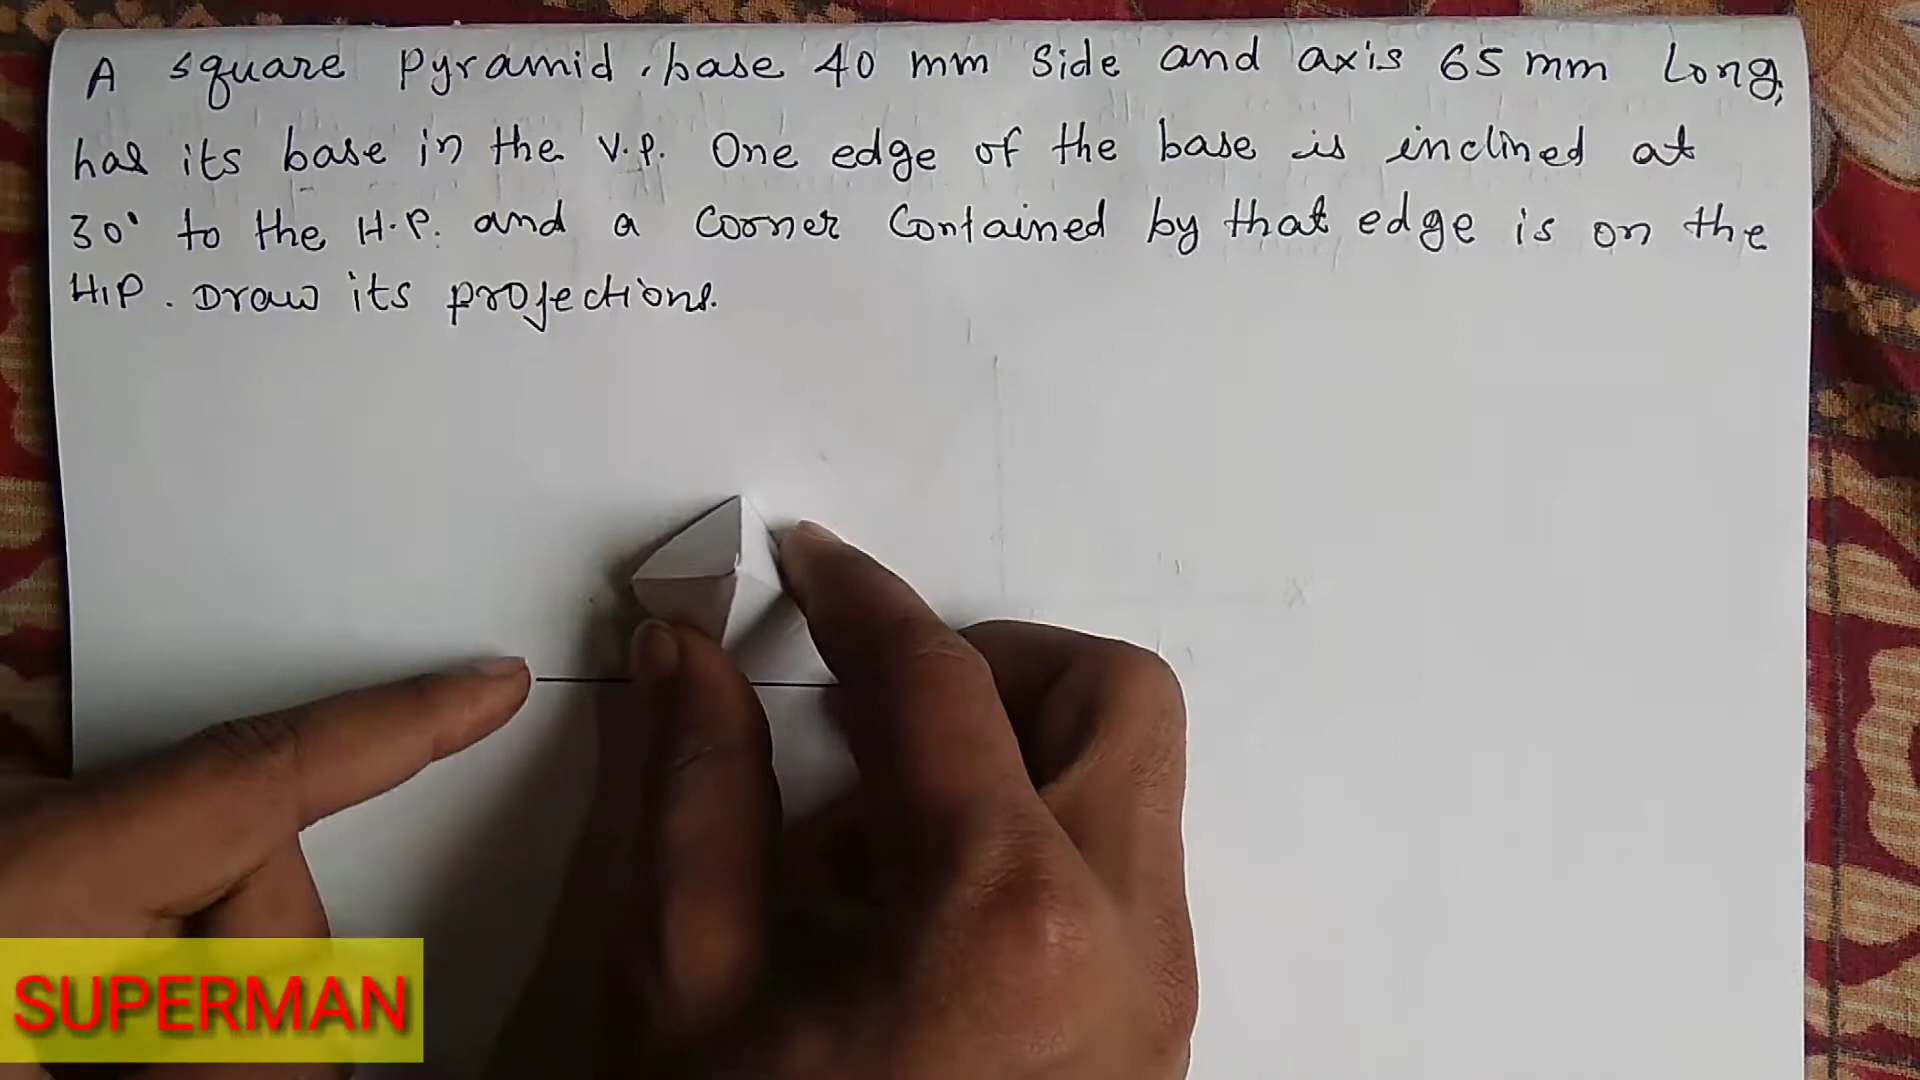 A square pyramid, base 40 mm side and axis 65 mm long,
has its base in the V.P. One edge of the base is inclined at
30° to the H.P. and a corner contained by that edge is on the
H.P. Draw its projections.
SUPERMAN